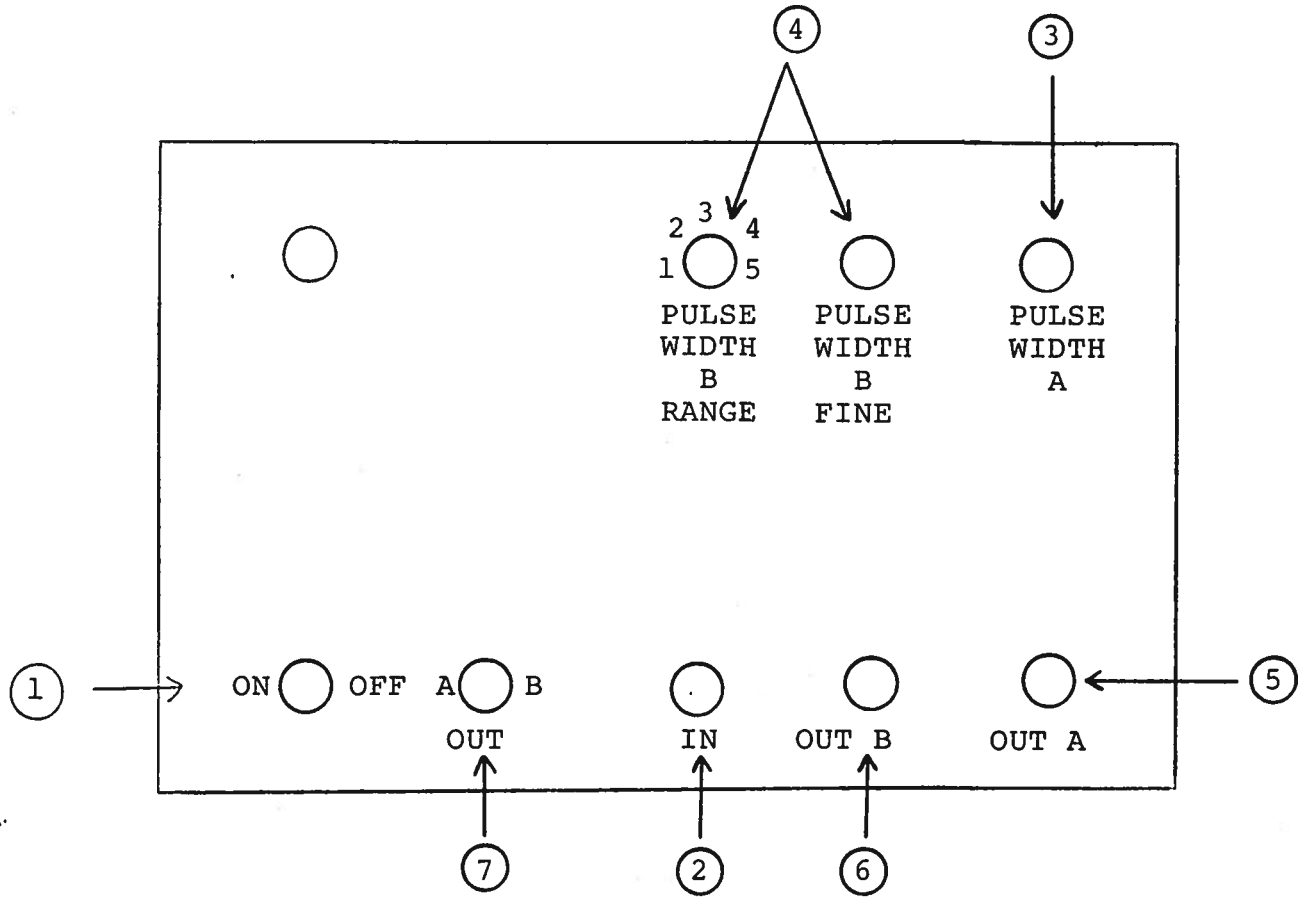 4 3
2 3 4
1 5
PULSE PULSE PULSE
WIDTH WIDTH WIDTH
B B A
RANGE FINE
1 ON OFF A B 5
OUT IN OUT B OUT A
7 2 6